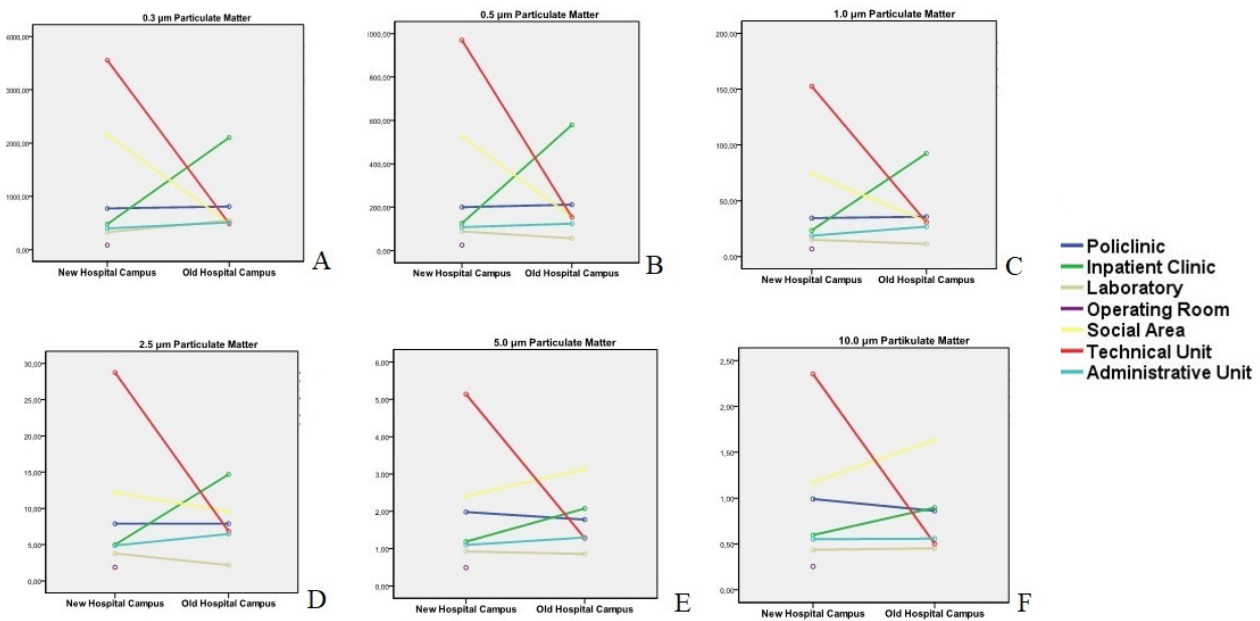 0.3 µm Particulate Matter
4000,00
3000,00
2000,00
1000,00
0,00
New Hospital Campus
Old Hospital Campus
A
0.5 µm Particulate Matter
1000,00
800,00
600,00
400,00
200,00
0,00
New Hospital Campus
Old Hospital Campus
B
1.0 µm Particulate Matter
200,00
150,00
100,00
50,00
0,00
New Hospital Campus
Old Hospital Campus
C
2.5 µm Particulate Matter
30,00
25,00
20,00
15,00
10,00
5,00
0,00
New Hospital Campus
Old Hospital Campus
D
5.0 µm Particulate Matter
6,00
5,00
4,00
3,00
2,00
1,00
0,00
New Hospital Campus
Old Hospital Campus
E
10.0 µm Partikulate Matter
2,50
2,00
1,50
1,00
0,50
0,00
New Hospital Campus
Old Hospital Campus
F
Policlinic
Inpatient Clinic
Laboratory
Operating Room
Social Area
Technical Unit
Administrative Unit